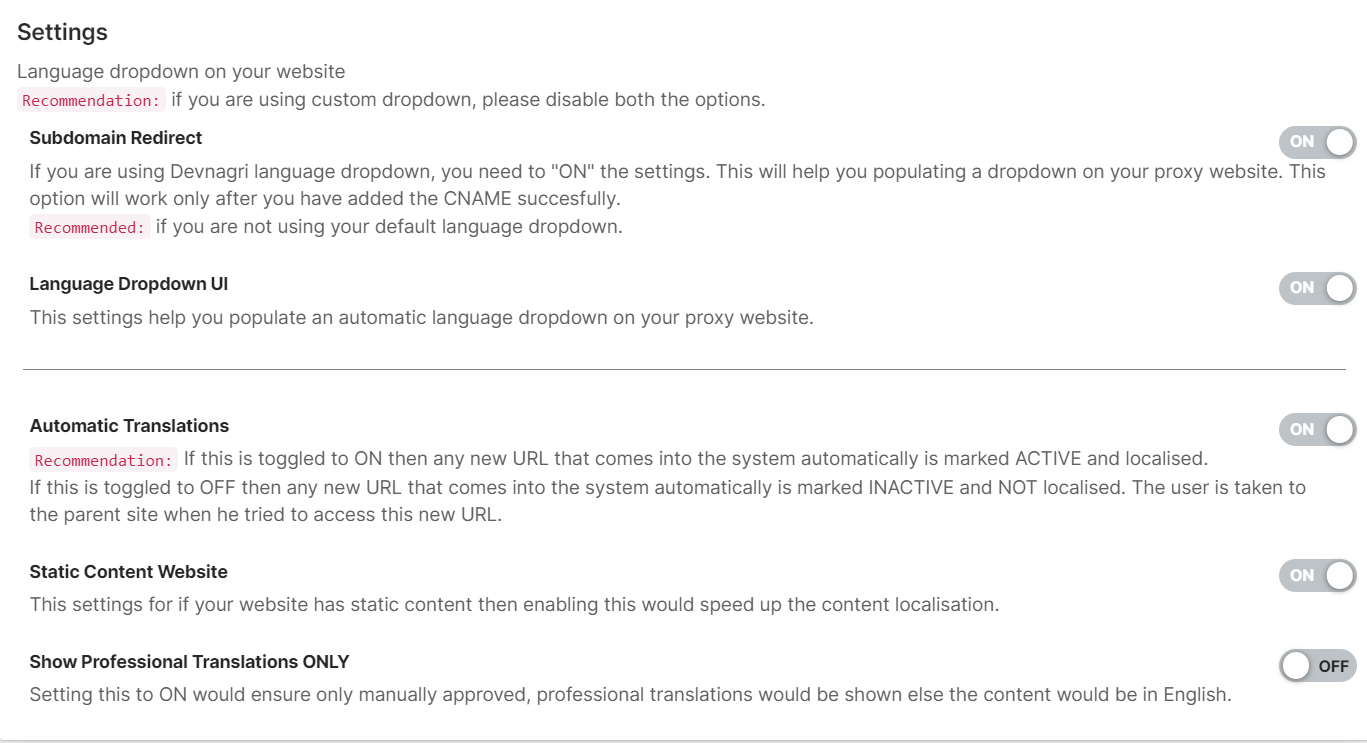 Settings
Language dropdown on your website
Recommendation: if you are using custom dropdown, please disable both the options.
Subdomain Redirect
ON
If you are using Devnagri language dropdown, you need to "ON" the settings. This will help you populating a dropdown on your proxy website. This
option will work only after you have added the CNAME succesfully.
Recommended: if you are not using your default language dropdown.
Language Dropdown UI
ON
This settings help you populate an automatic language dropdown on your proxy website.
Automatic Translations
ON
Recommendation: If this is toggled to ON then any new URL that comes into the system automatically is marked ACTIVE and localised.
If this is toggled to OFF then any new URL that comes into the system automatically is marked INACTIVE and NOT localised. The user is taken to
the parent site when he tried to access this new URL.
Static Content Website
ON
This settings for if your website has static content then enabling this would speed up the content localisation.
Show Professional Translations ONLY
OFF
Setting this to ON would ensure only manually approved, professional translations would be shown else the content would be in English.